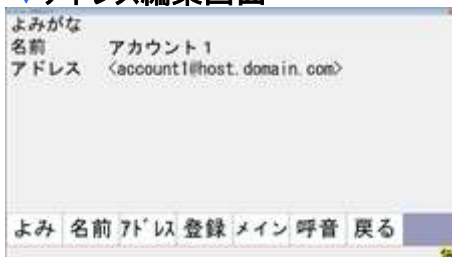 アドレス編集画面
よみがな
名前 アカウント1
アドレス <account1@host.domain.com>
よみ 名前 ｱﾄﾞﾚｽ 登録 メイン 呼音 戻る